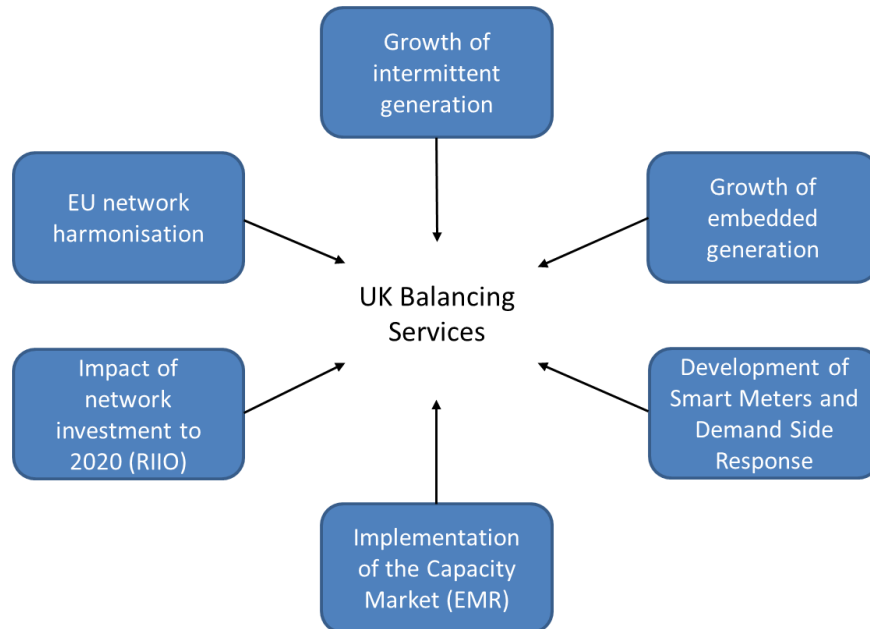 Growth of
intermittent
generation
EU network
harmonisation
Growth of
embedded
generation
UK Balancing
Services
Impact of
network
investment to
2020 (RIIO)
Development of
Smart Meters and
Demand Side
Response
Implementation
of the Capacity
Market (EMR)